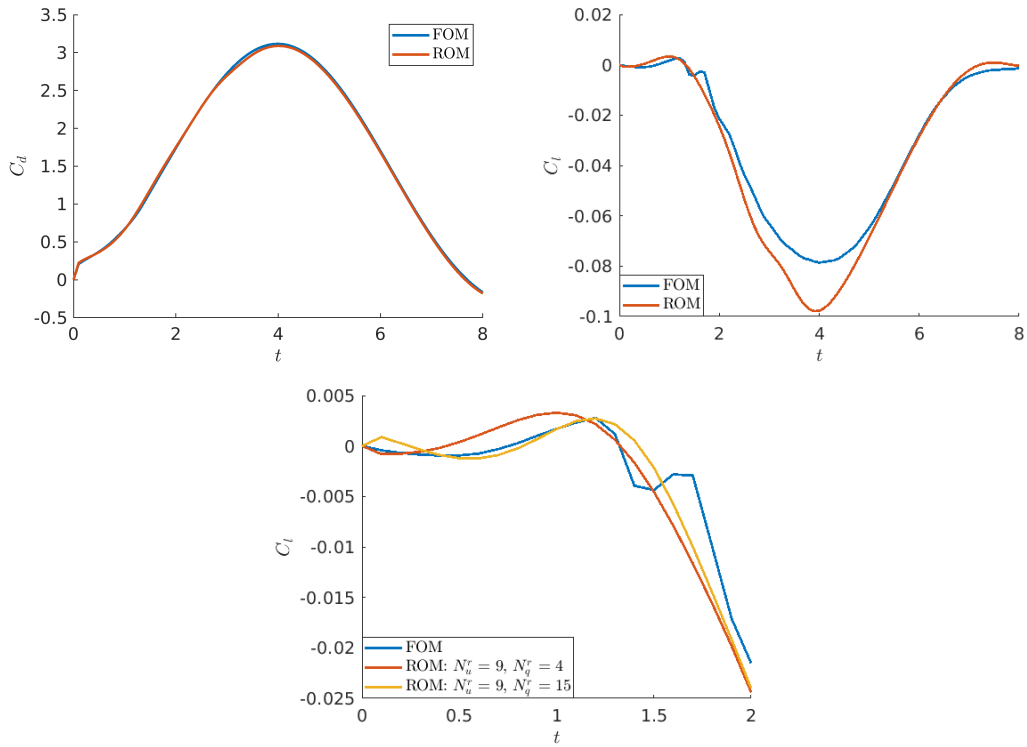 3.5
3
2.5
2
1.5
1
0.5
0
-0.5
C_d
0 2 4 6 8
t
FOM
ROM
0.02
0
-0.02
-0.04
-0.06
-0.08
-0.1
C_l
0 2 4 6 8
t
FOM
ROM
0.005
0
-0.005
-0.01
-0.015
-0.02
-0.025
C_l
0 0.5 1 1.5 2
t
FOM
ROM: N_u^r = 9, N_q^r = 4
ROM: N_u^r = 9, N_q^r = 15